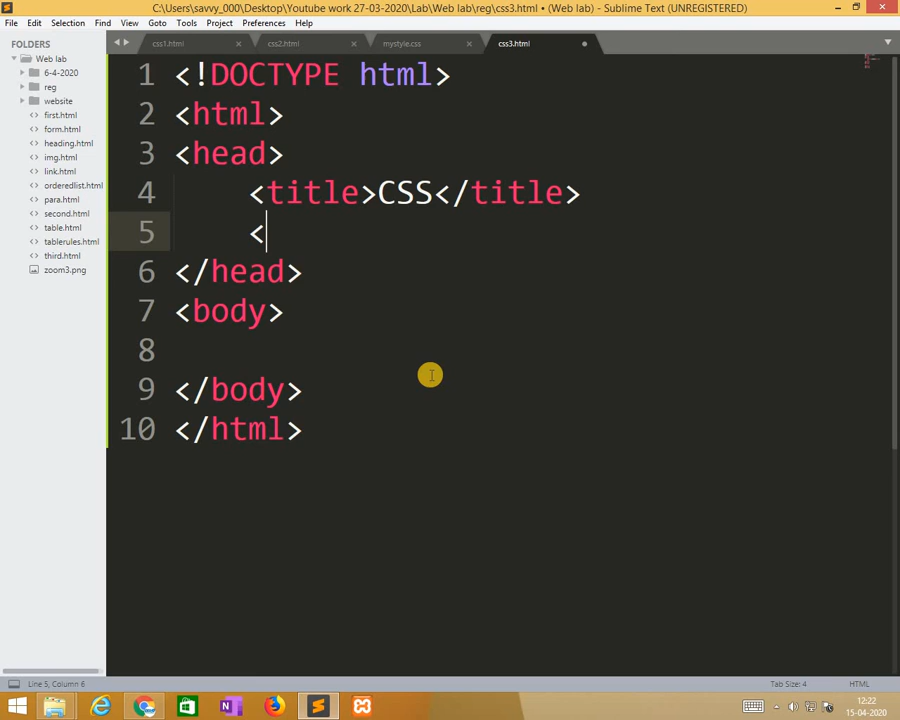 C:\Users\savvy_000\Desktop\Youtube work 27-03-2020\Lab\Web lab\reg\css3.html • (Web lab) - Sublime Text (UNREGISTERED)
File Edit Selection Find View Goto Tools Project Preferences Help
FOLDERS
Web lab
6-4-2020
reg
website
first.html
form.html
heading.html
img.html
link.html
orderedlist.html
para.html
second.html
table.html
tablerules.html
third.html
zoom3.png
css1.html css2.html mystyle.css css3.html
1 <!DOCTYPE html>
2 <html>
3 <head>
4 <title>CSS</title>
5 <
6 </head>
7 <body>
8
9 </body>
10 </html>
Line 5, Column 6 Tab Size: 4 HTML
12:22
15-04-2020